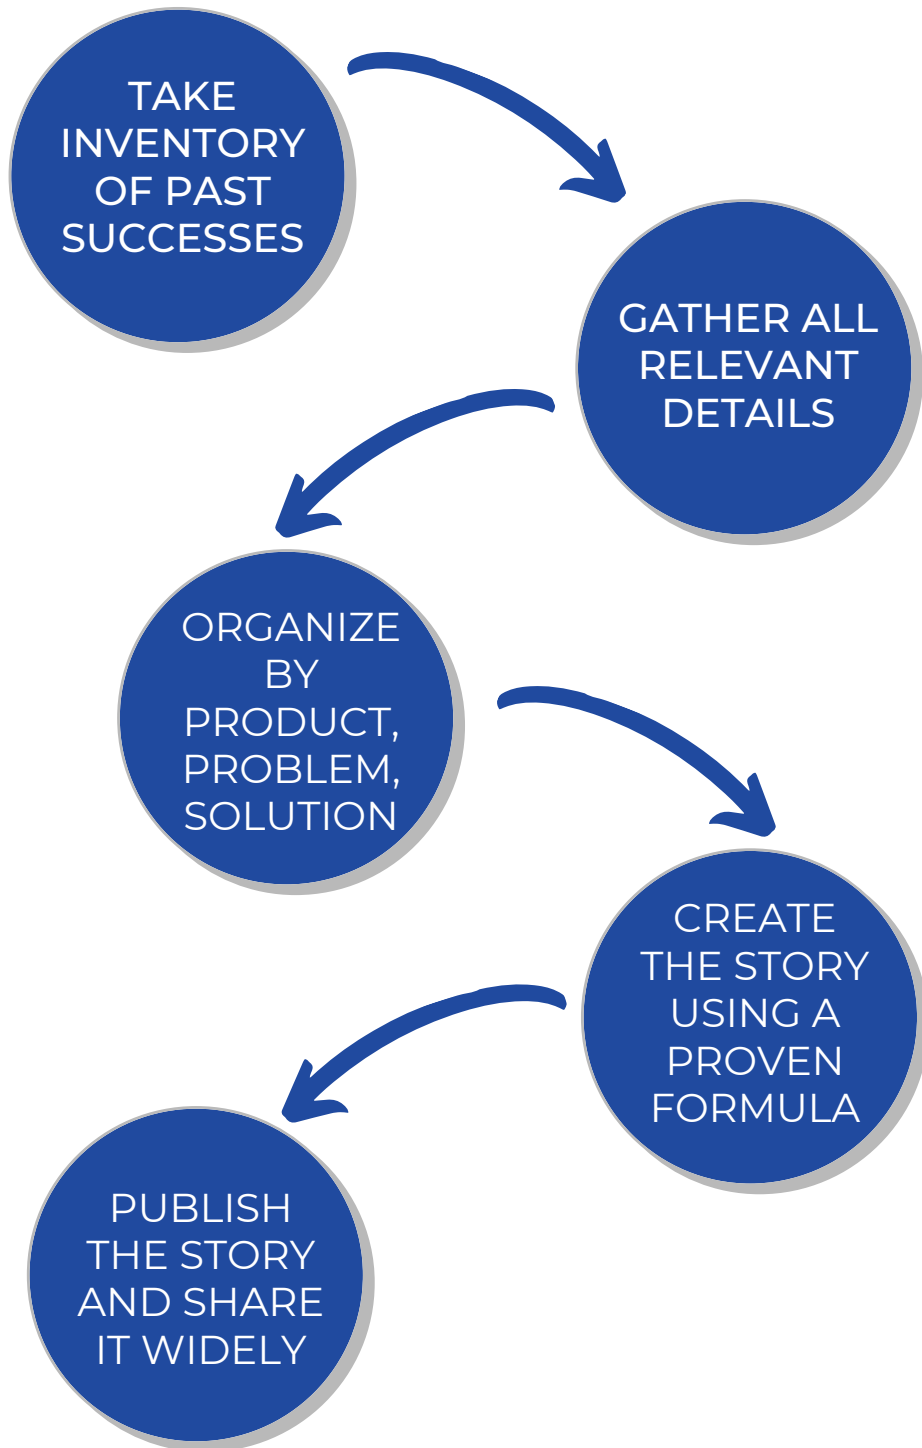 TAKE
INVENTORY
OF PAST
SUCCESSES
GATHER ALL
RELEVANT
DETAILS
ORGANIZE
BY
PRODUCT,
PROBLEM,
SOLUTION
CREATE
THE STORY
USING A
PROVEN
FORMULA
PUBLISH
THE STORY
AND SHARE
IT WIDELY